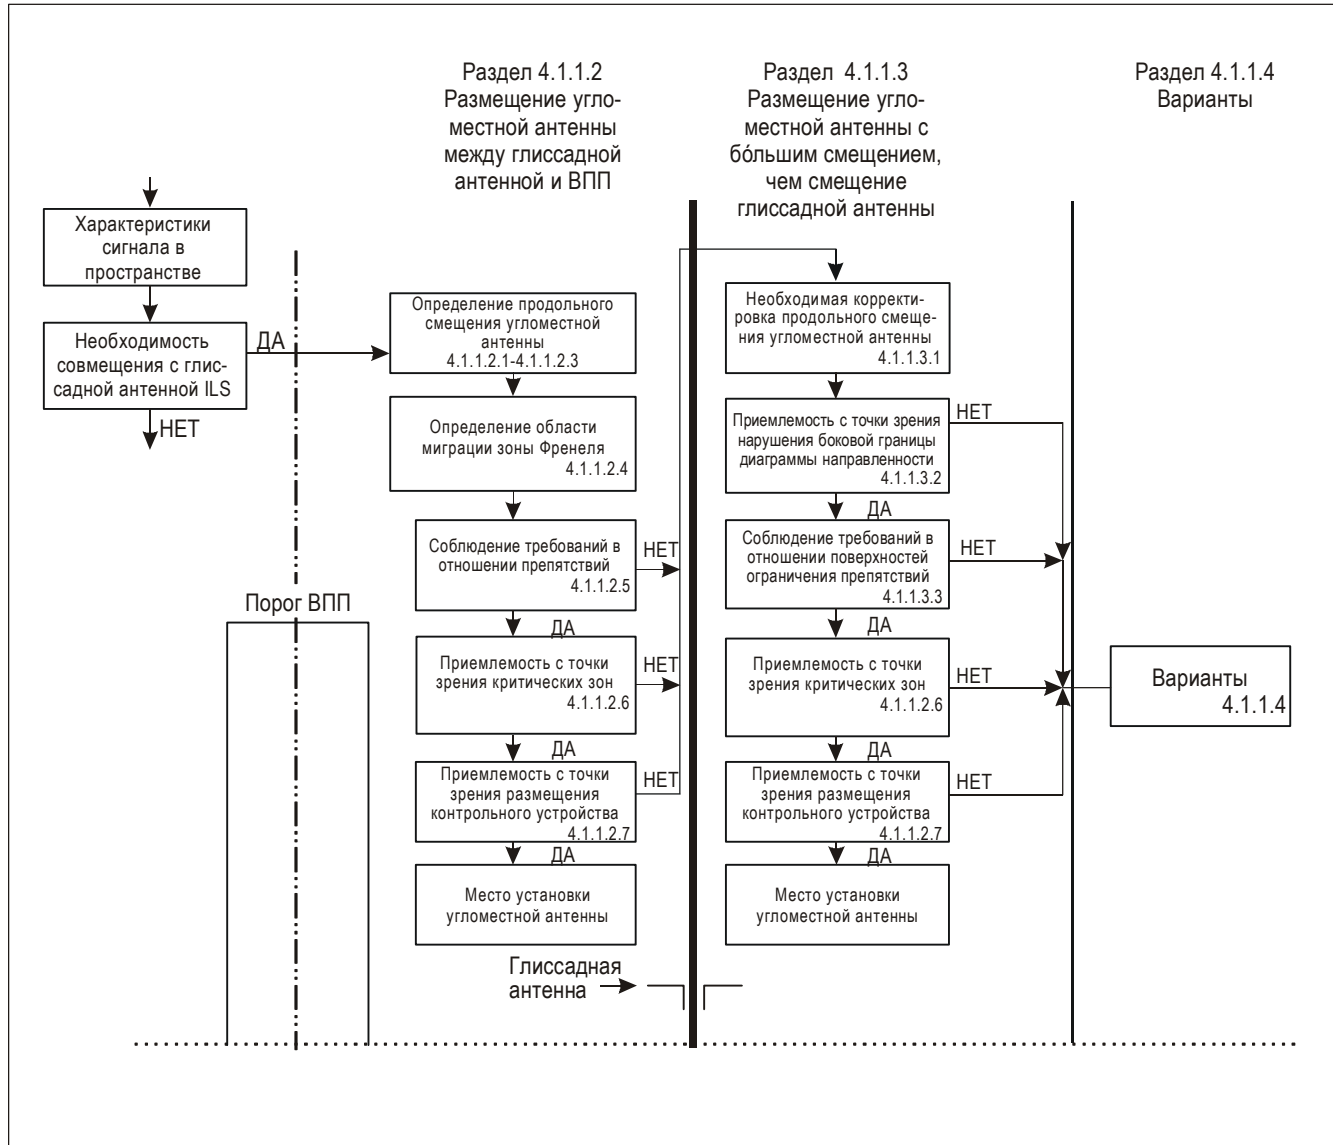 Раздел 4.1.1.2
Размещение угло-
местной антенны
между глиссадной
антенной и ВПП
Раздел 4.1.1.3
Размещение угло-
местной антенны с
бо́льшим смещением,
чем смещение
глиссадной антенны
Раздел 4.1.1.4
Варианты
Характеристики
сигнала в
пространстве
Необходимость
совмещения с глис-
садной антенной ILS
ДА
НЕТ
Порог ВПП
Определение продольного
смещения угломестной
антенны
4.1.1.2.1-4.1.1.2.3
Определение области
миграции зоны Френеля
4.1.1.2.4
Соблюдение требований в
отношении препятствий
4.1.1.2.5
НЕТ
ДА
Приемлемость с точки
зрения критических зон
4.1.1.2.6
НЕТ
ДА
Приемлемость с точки
зрения размещения
контрольного устройства
4.1.1.2.7
НЕТ
ДА
Место установки
угломестной антенны
Глиссадная
антенна
Необходимая корректи-
ровка продольного смеще-
ния угломестной антенны
4.1.1.3.1
Приемлемость с точки зрения
нарушения боковой границы
диаграммы направленности
4.1.1.3.2
НЕТ
ДА
Соблюдение требований в
отношении поверхностей
ограничения препятствий
4.1.1.3.3
НЕТ
ДА
Приемлемость с точки
зрения критических зон
4.1.1.2.6
НЕТ
ДА
Приемлемость с точки
зрения размещения
контрольного устройства
4.1.1.2.7
НЕТ
ДА
Место установки
угломестной антенны
Варианты
4.1.1.4